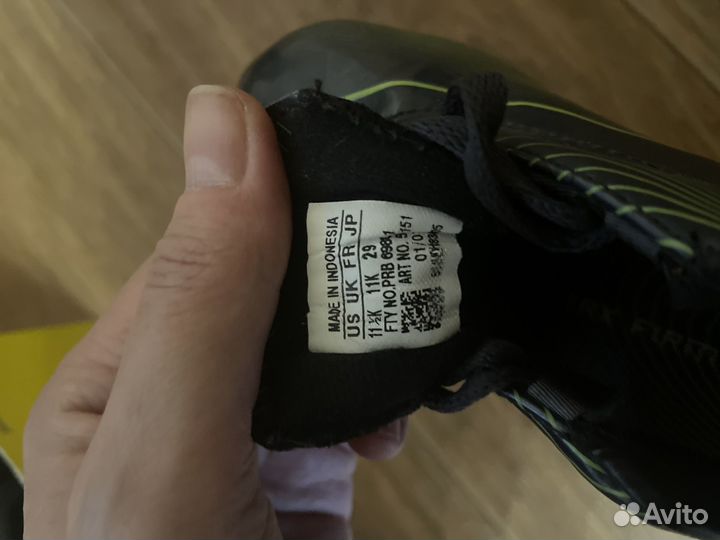 MADE IN INDONESIA
US UK FR JP
11½K 11K 29
FTY NO.PRB
ART NO.
01/0
Avito